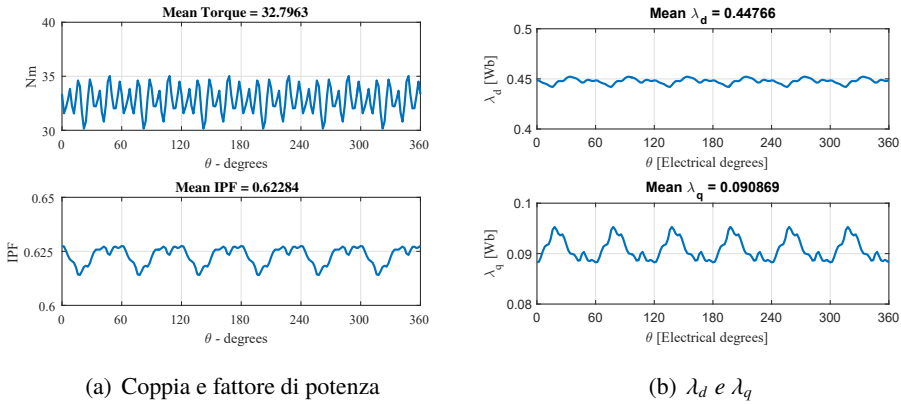 Mean Torque = 32.7963
40
35
30
Nm
0 60 120 180 240 300 360
θ - degrees
Mean IPF = 0.62284
0.65
0.625
0.6
IPF
0 60 120 180 240 300 360
θ - degrees
(a) Coppia e fattore di potenza
Mean λd = 0.44766
0.5
0.45
0.4
λd [Wb]
0 60 120 180 240 300 360
θ [Electrical degrees]
Mean λq = 0.090869
0.1
0.09
0.08
λq [Wb]
0 60 120 180 240 300 360
θ [Electrical degrees]
(b) λd e λq